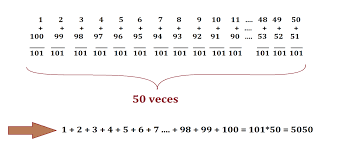 1 2 3 4 5 6 7 8 9 10 11 .... 48 49 50
+ + + + + + + + + + + .... + + +
100 99 98 97 96 95 94 93 92 91 90 .... 53 52 51
101 101 101 101 101 101 101 101 101 101 101 101 101 101
50 veces
1 + 2 + 3 + 4 + 5 + 6 + 7 .... + 98 + 99 + 100 = 101*50 = 5050